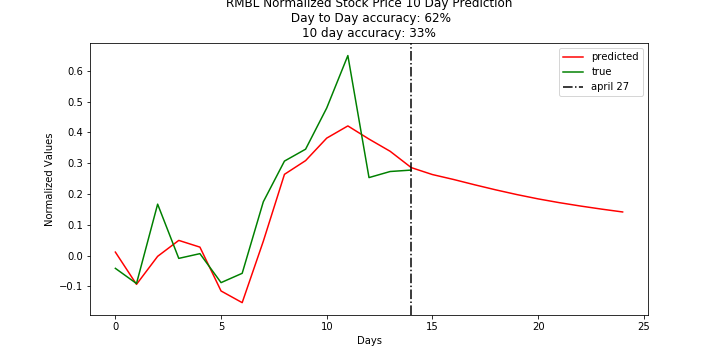 RMBL Normalized Stock Price 10 Day Prediction
Day to Day accuracy: 62%
10 day accuracy: 33%
predicted
true
april 27
Normalized Values
0.6
0.5
0.4
0.3
0.2
0.1
0.0
−0.1
0
5
10
15
20
25
Days